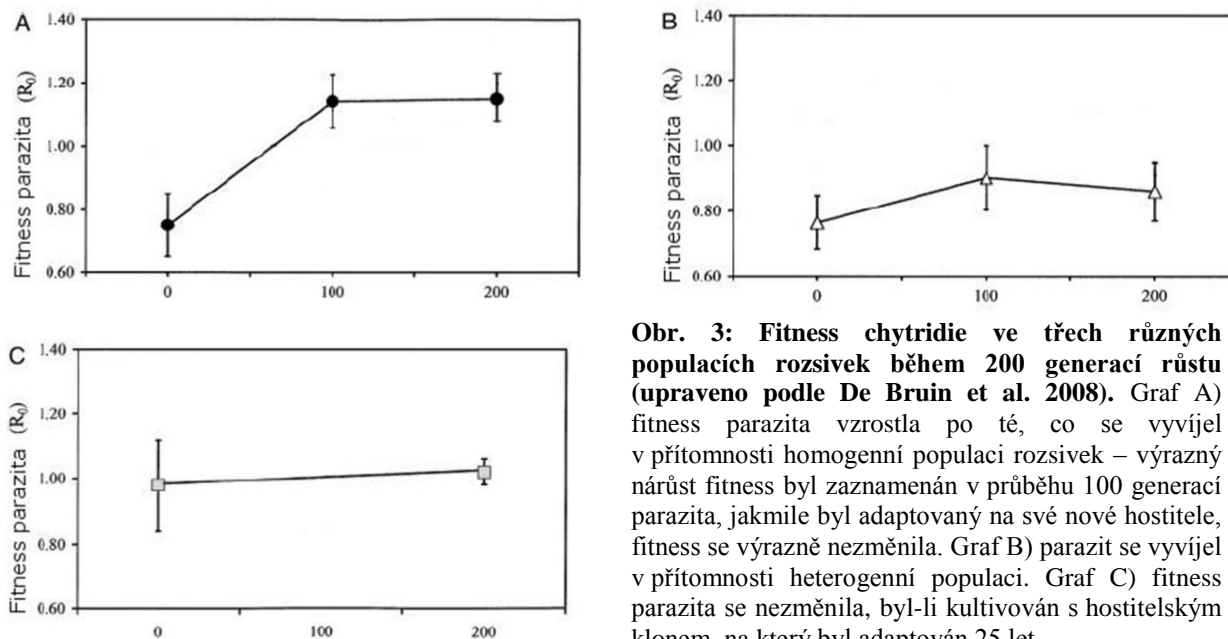 A
1.40
1.20
1.00
0.80
0.60
Fitness parazita (R₀)
0
100
200
B
1.40
1.20
1.00
0.80
0.60
Fitness parazita (R₀)
0
100
200
C
1.40
1.20
1.00
0.80
0.60
Fitness parazita (R₀)
0
100
200
Obr. 3: Fitness chytridie ve třech různých
populacích rozsivek během 200 generací růstu
(upraveno podle De Bruin et al. 2008). Graf A)
fitness parazita vzrostla po té, co se vyvíjel
v přítomnosti homogenní populaci rozsivek – výrazný
nárůst fitness byl zaznamenán v průběhu 100 generací
parazita, jakmile byl adaptovaný na své nové hostitele,
fitness se výrazně nezměnila. Graf B) parazit se vyvíjel
v přítomnosti heterogenní populaci. Graf C) fitness
parazita se nezměnila, byl-li kultivován s hostitelským
klonem, na který byl adaptován 25 let